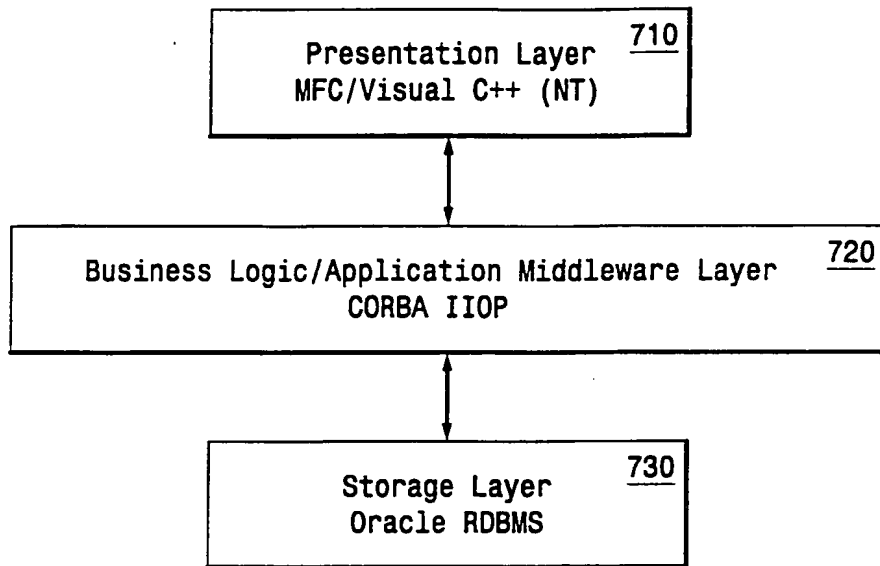 710
Presentation Layer
MFC/Visual C++ (NT)
720
Business Logic/Application Middleware Layer
CORBA IIOP
730
Storage Layer
Oracle RDBMS